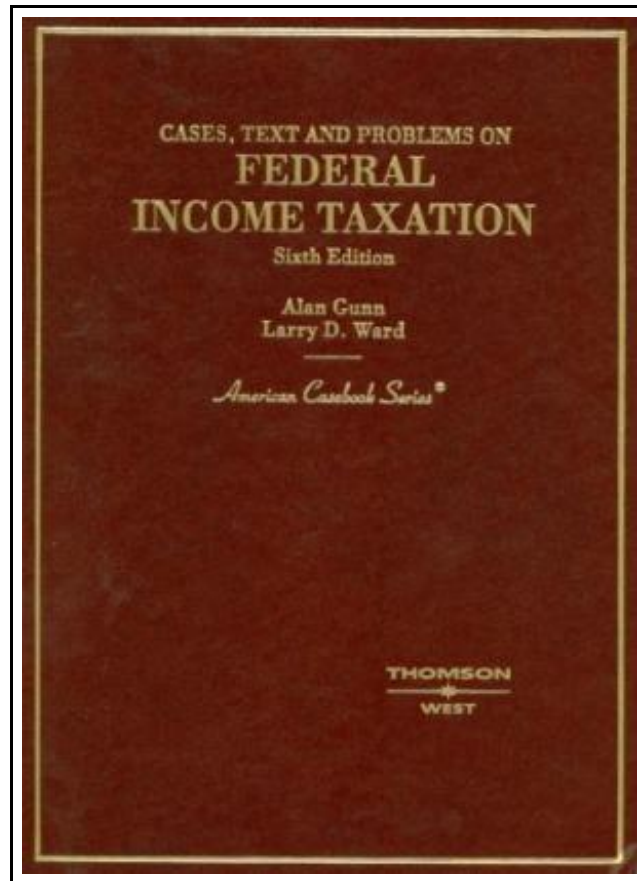 CASES, TEXT AND PROBLEMS ON
FEDERAL
INCOME TAXATION
Sixth Edition
Alan Gunn
Larry D. Ward
American Casebook Series®
THOMSON
WEST